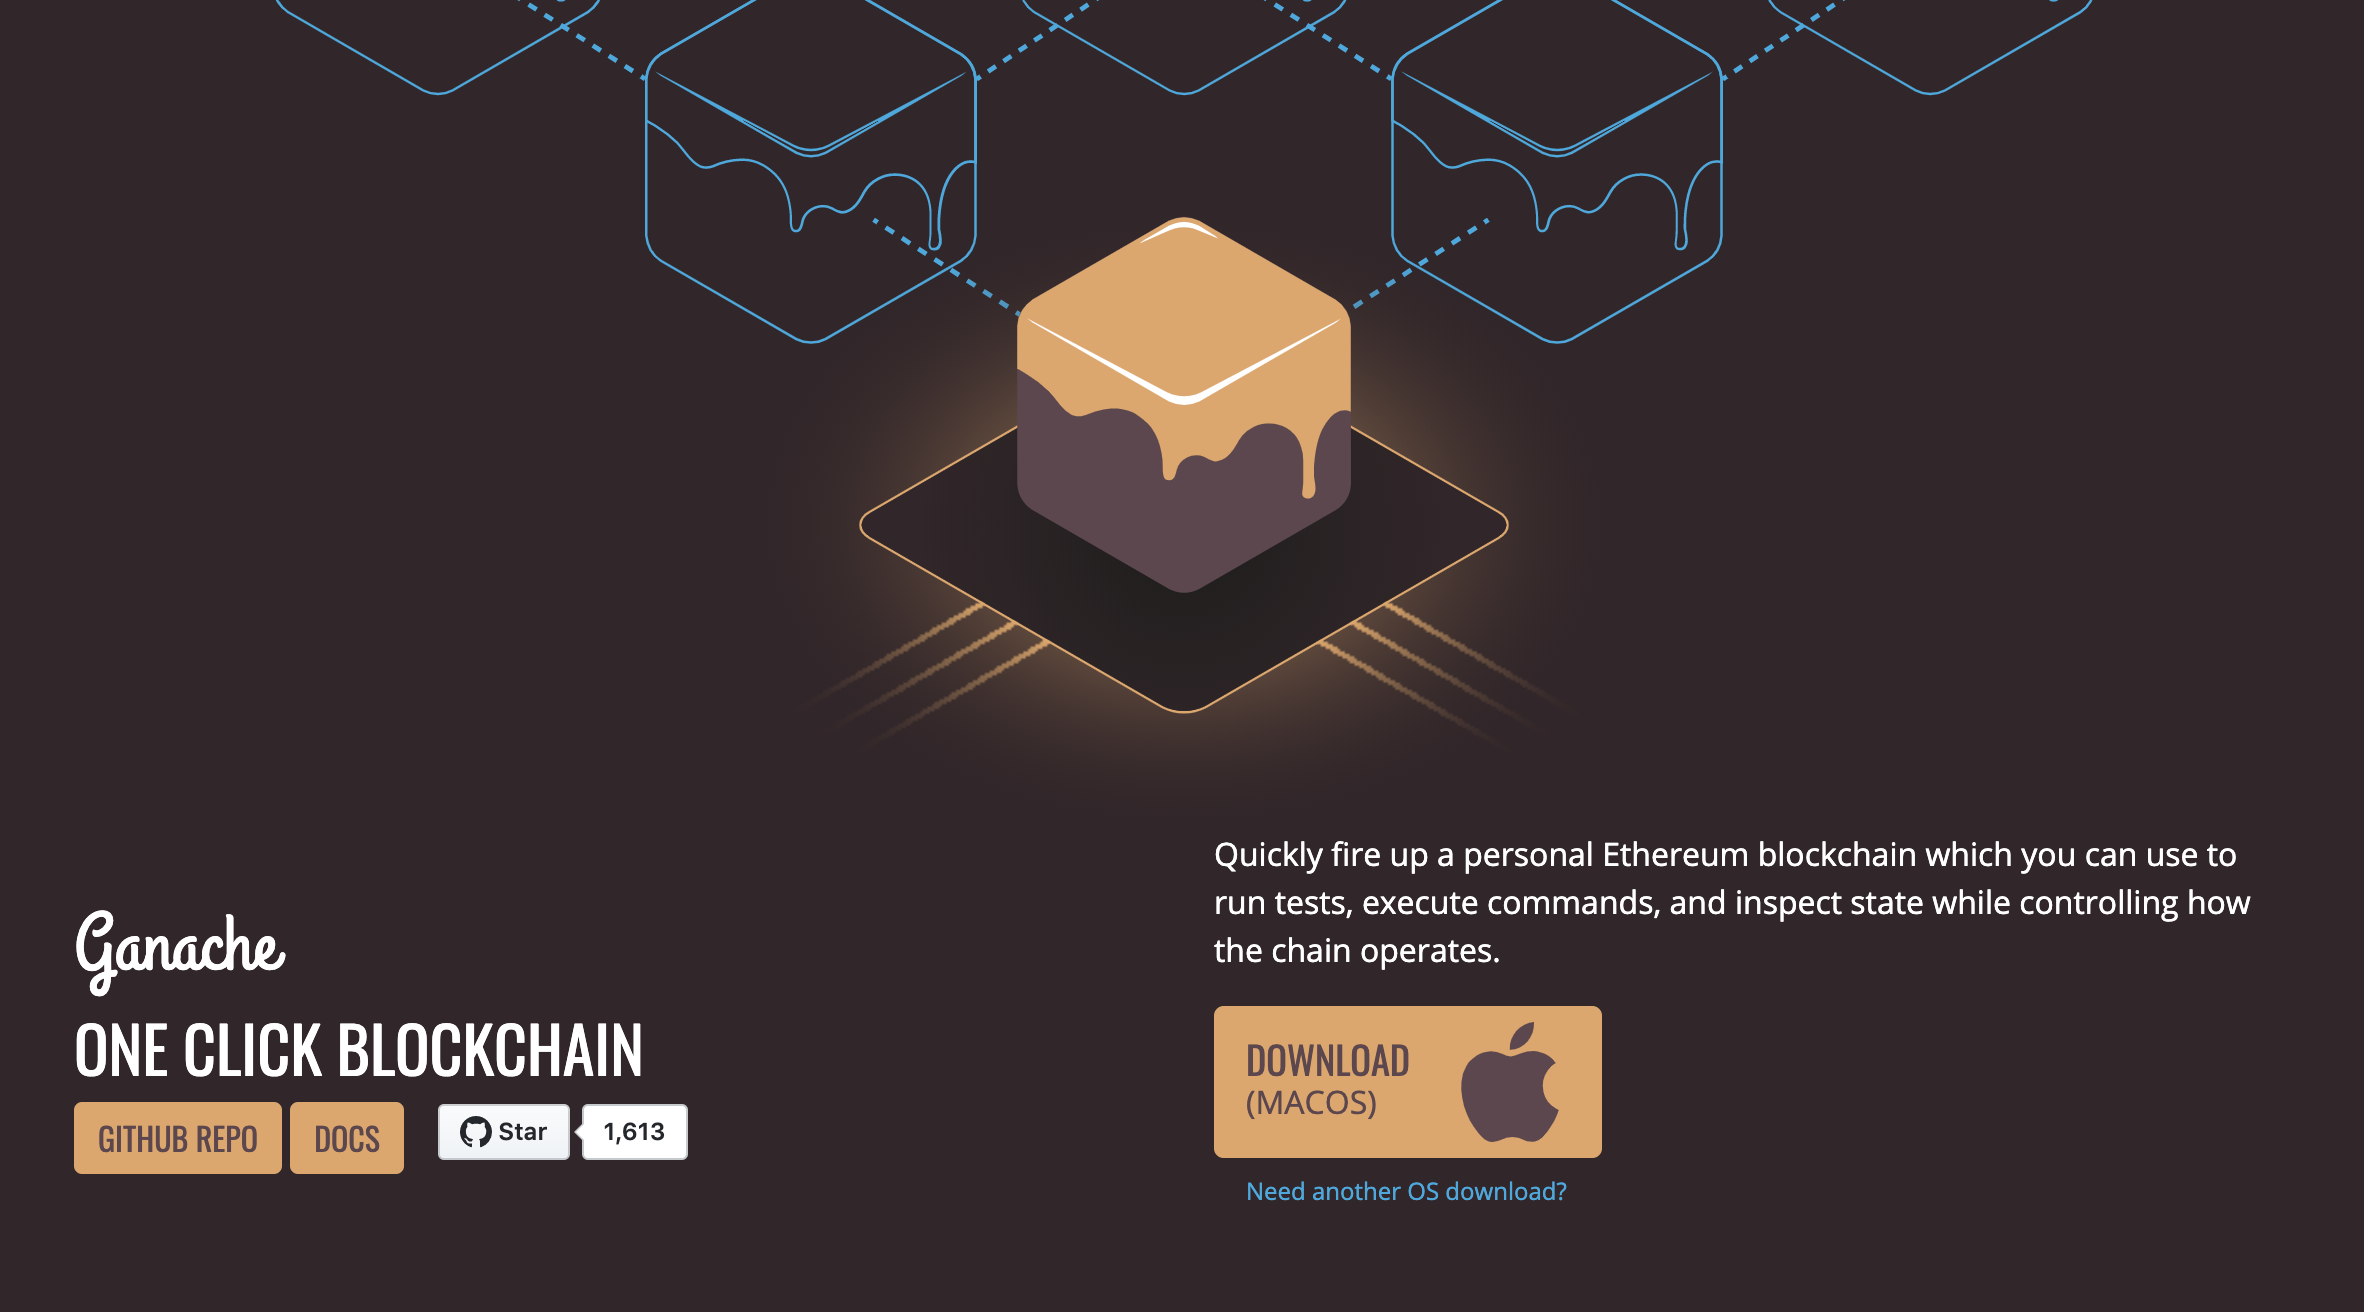 Ganache
ONE CLICK BLOCKCHAIN
GITHUB REPO
DOCS
Star
1,613
Quickly fire up a personal Ethereum blockchain which you can use to
run tests, execute commands, and inspect state while controlling how
the chain operates.
DOWNLOAD
(MACOS)
Need another OS download?